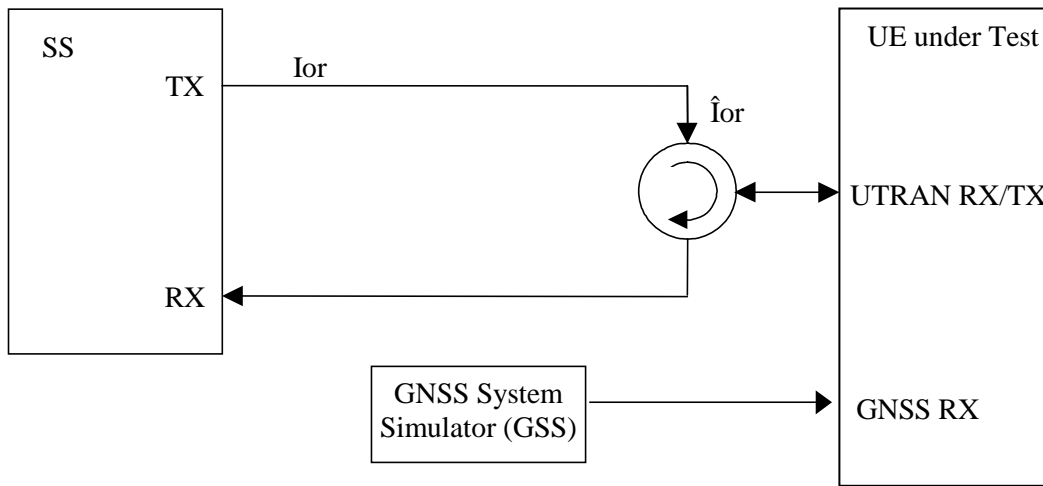 SS
UE under Test
TX
Ior
Îor
UTRAN RX/TX
RX
GNSS System
Simulator (GSS)
GNSS RX